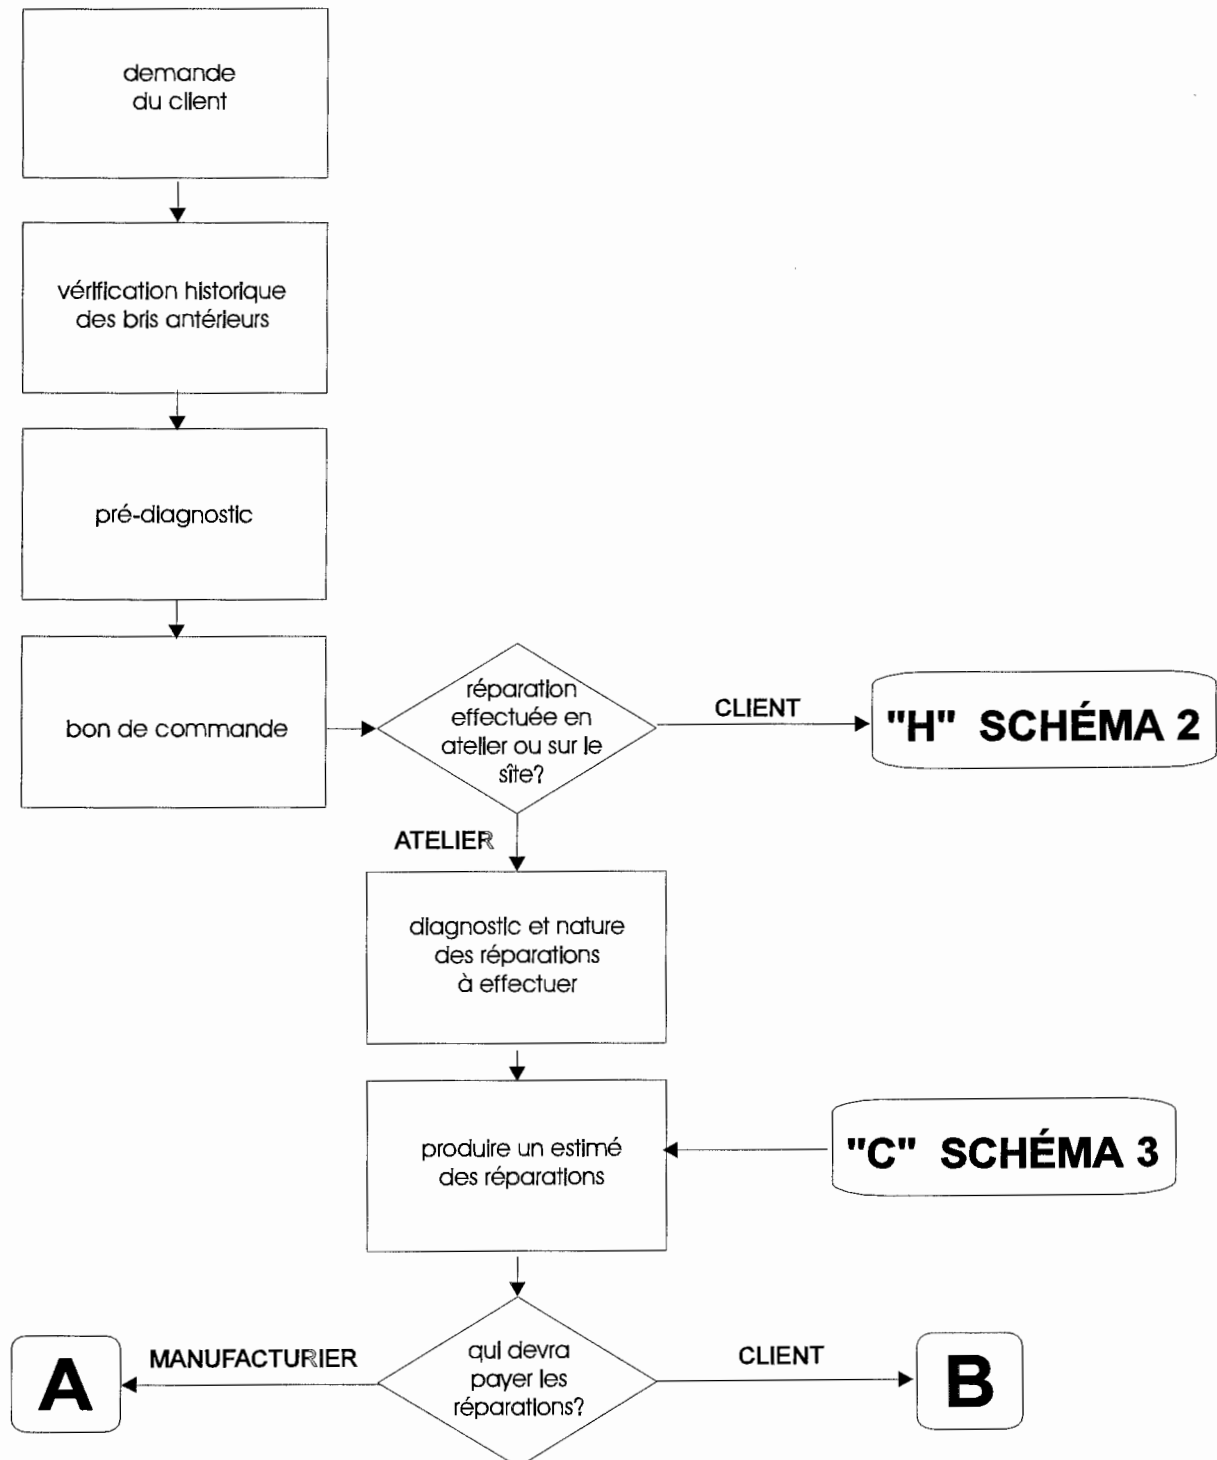 demande
du client
vérification historique
des bris antérieurs
pré-diagnostic
bon de commande
réparation
effectuée en
atelier ou sur le
sîte?
CLIENT
"H" SCHÉMA 2
ATELIER
diagnostic et nature
des réparations
à effectuer
produire un estimé
des réparations
"C" SCHÉMA 3
qui devra
payer les
réparations?
MANUFACTURIER
A
CLIENT
B